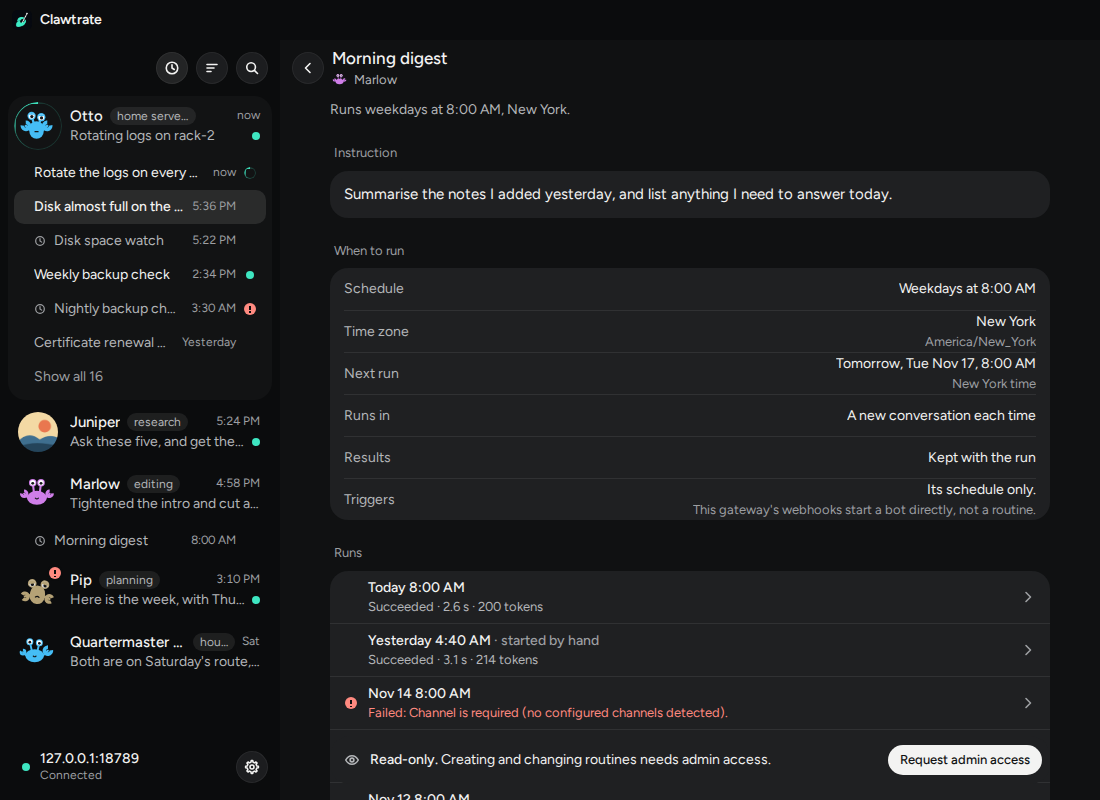 Clawtrate
Otto home serve... now
Rotating logs on rack-2
Rotate the logs on every ... now
Disk almost full on the ... 5:36 PM
Disk space watch 5:22 PM
Weekly backup check 2:34 PM
Nightly backup ch... 3:30 AM
Certificate renewal ... Yesterday
Show all 16
Juniper research 5:24 PM
Ask these five, and get the...
Marlow editing 4:58 PM
Tightened the intro and cut a...
Morning digest 8:00 AM
Pip planning 3:10 PM
Here is the week, with Thu...
Quartermaster ... hou... Sat
Both are on Saturday's route,...
127.0.0.1:18789
Connected
Morning digest
Marlow
Runs weekdays at 8:00 AM, New York.
Instruction
Summarise the notes I added yesterday, and list anything I need to answer today.
When to run
Schedule Weekdays at 8:00 AM
Time zone New York
America/New_York
Next run Tomorrow, Tue Nov 17, 8:00 AM
New York time
Runs in A new conversation each time
Results Kept with the run
Triggers Its schedule only.
This gateway's webhooks start a bot directly, not a routine.
Runs
Today 8:00 AM
Succeeded · 2.6 s · 200 tokens
Yesterday 4:40 AM · started by hand
Succeeded · 3.1 s · 214 tokens
Nov 14 8:00 AM
Failed: Channel is required (no configured channels detected).
Read-only. Creating and changing routines needs admin access. Request admin access
Nov 12 8:00 AM